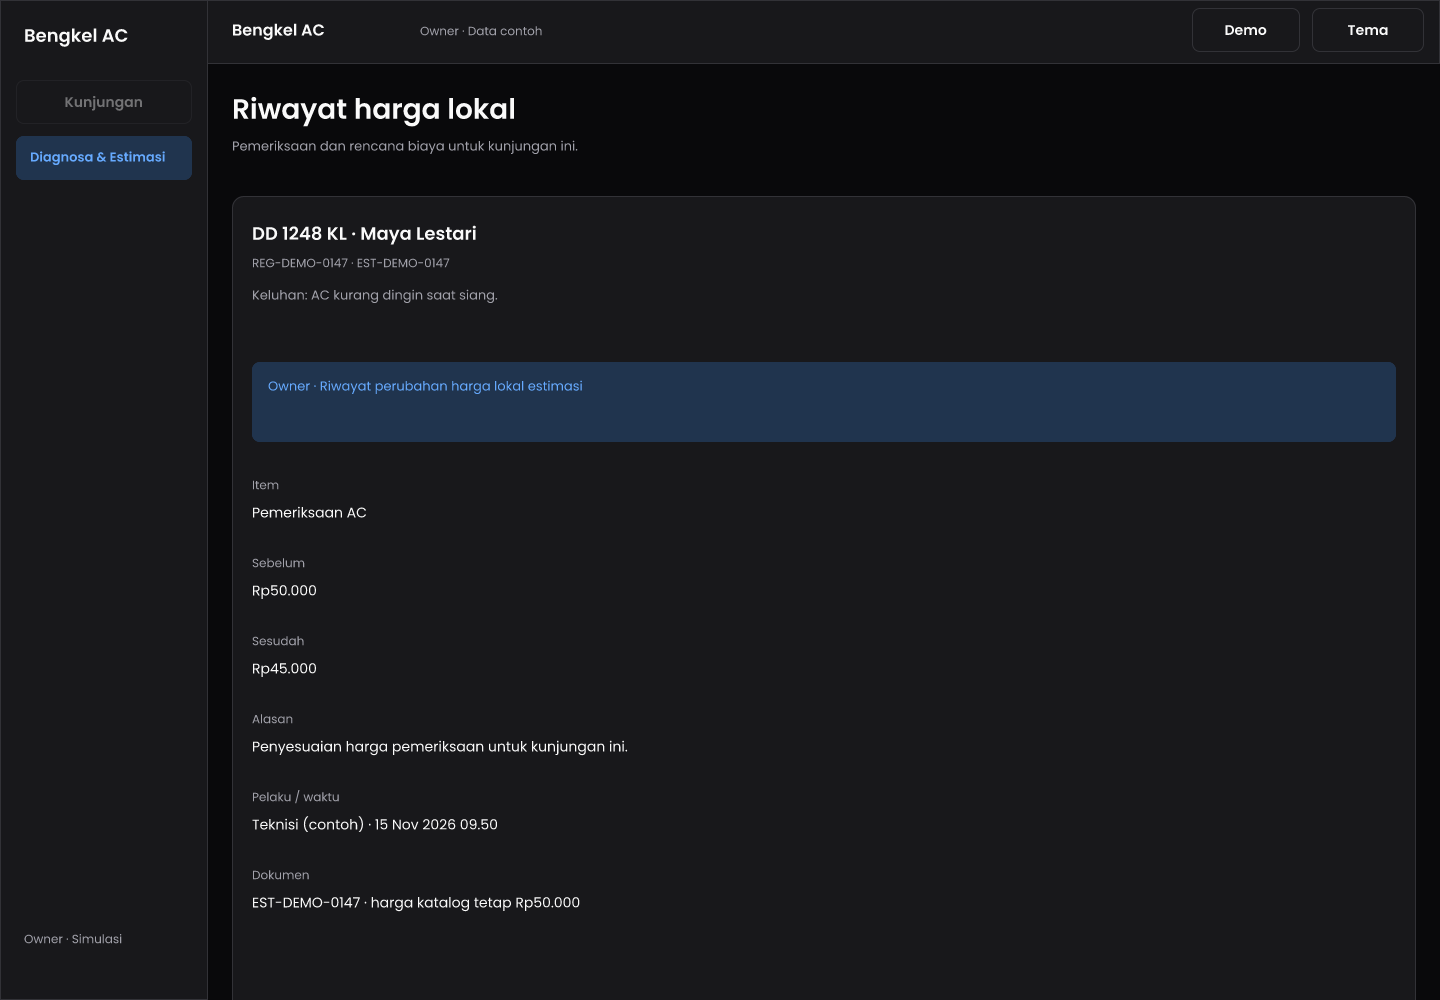 Bengkel AC
Kunjungan
Diagnosa & Estimasi
Owner · Simulasi
Bengkel AC
Owner · Data contoh
Demo
Tema
Riwayat harga lokal
Pemeriksaan dan rencana biaya untuk kunjungan ini.
DD 1248 KL · Maya Lestari
REG-DEMO-0147 · EST-DEMO-0147
Keluhan: AC kurang dingin saat siang.
Owner · Riwayat perubahan harga lokal estimasi
Item
Pemeriksaan AC
Sebelum
Rp50.000
Sesudah
Rp45.000
Alasan
Penyesuaian harga pemeriksaan untuk kunjungan ini.
Pelaku / waktu
Teknisi (contoh) · 15 Nov 2026 09.50
Dokumen
EST-DEMO-0147 · harga katalog tetap Rp50.000